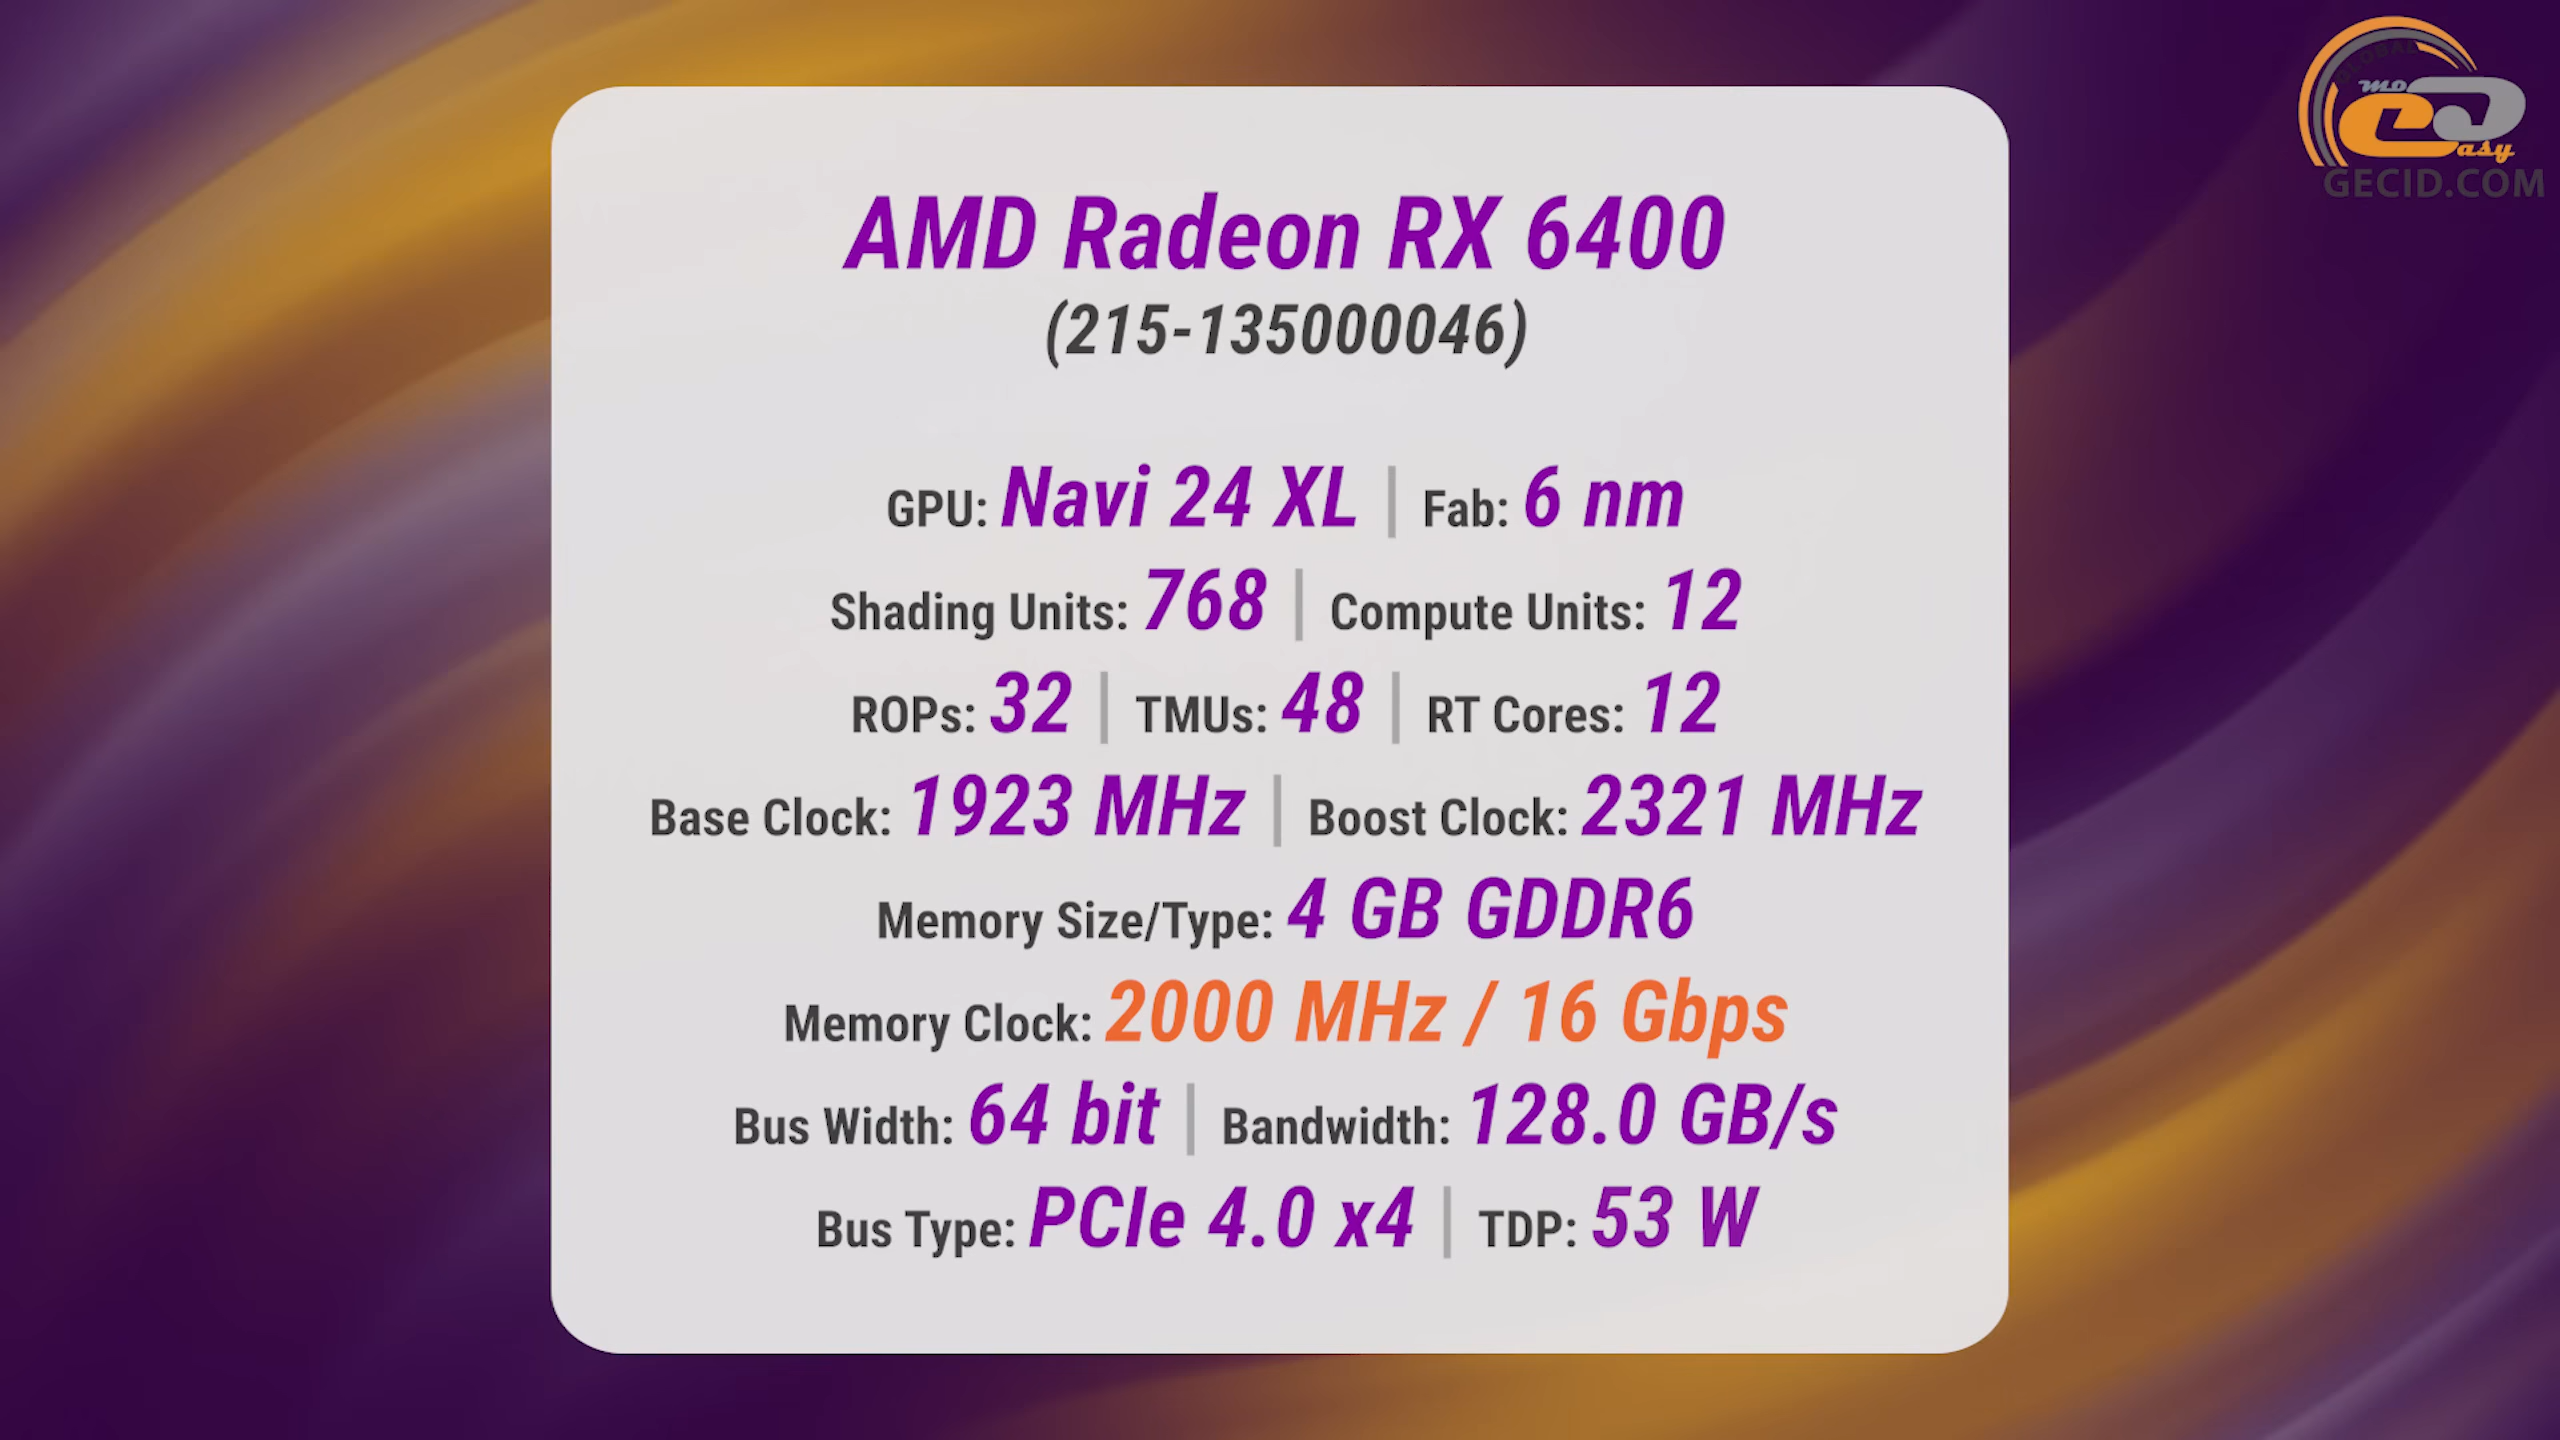 GLOBAL
MO
easy
GECID.COM
AMD Radeon RX 6400
(215-135000046)
GPU: Navi 24 XL | Fab: 6 nm
Shading Units: 768 | Compute Units: 12
ROPs: 32 | TMUs: 48 | RT Cores: 12
Base Clock: 1923 MHz | Boost Clock: 2321 MHz
Memory Size/Type: 4 GB GDDR6
Memory Clock: 2000 MHz / 16 Gbps
Bus Width: 64 bit | Bandwidth: 128.0 GB/s
Bus Type: PCIe 4.0 x4 | TDP: 53 W